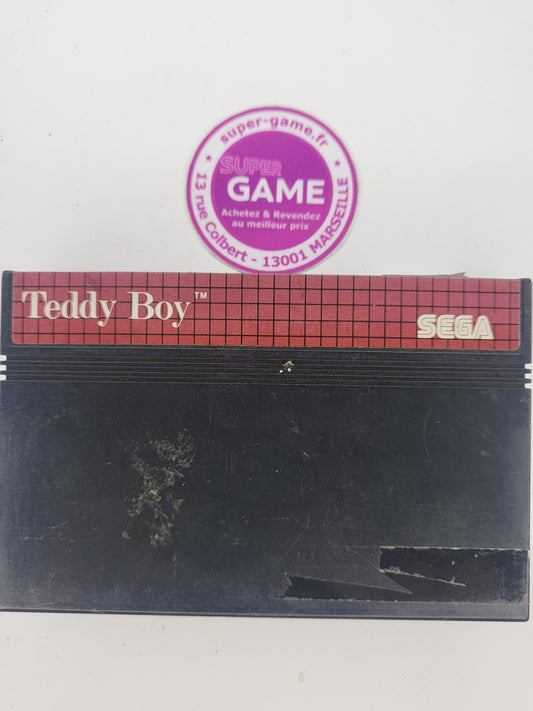 super-game.fr
SUPER
GAME
Achetez & Revendez
au meilleur prix
* 13 rue Colbert - 13001 MARSEILLE *
Teddy Boy™
SEGA